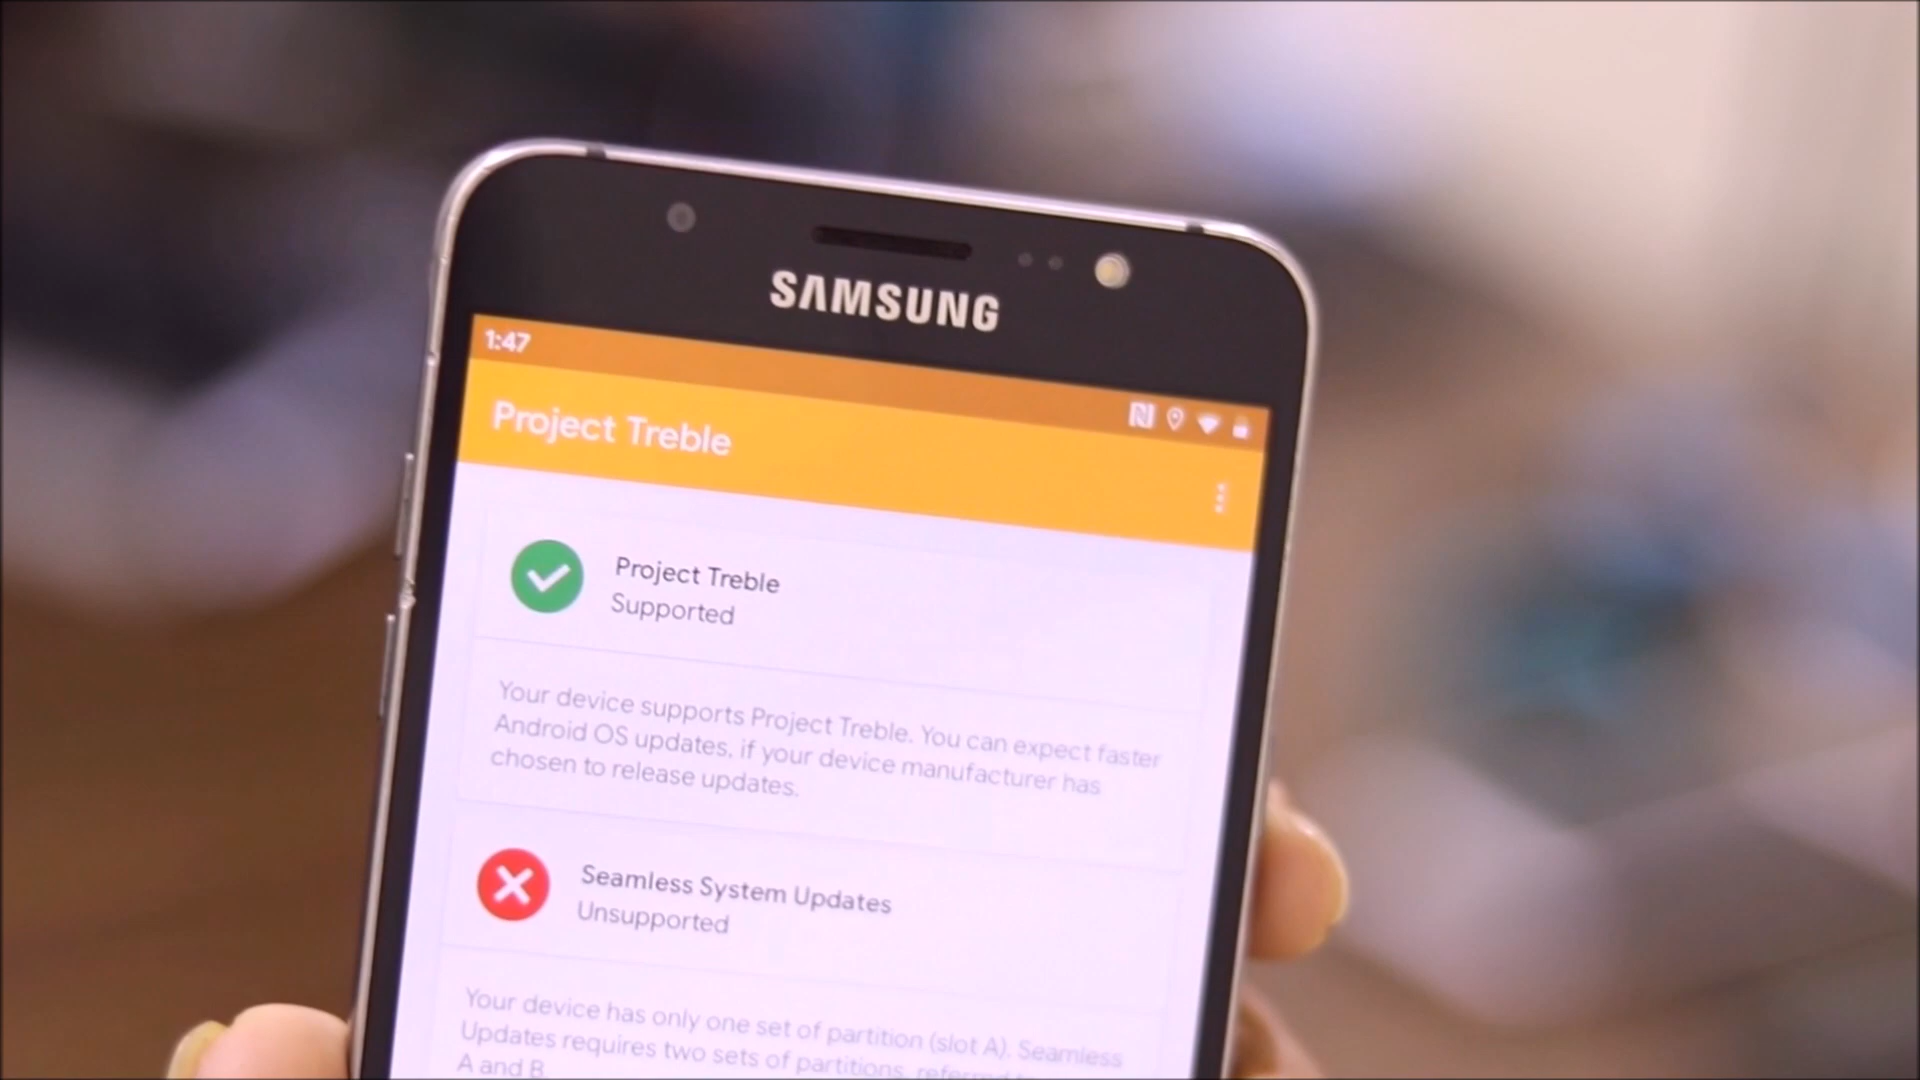 SAMSUNG
1:47
Project Treble
Project Treble
Supported
Your device supports Project Treble. You can expect faster
Android OS updates, if your device manufacturer has
chosen to release updates.
Seamless System Updates
Unsupported
Your device has only one set of partition (slot A). Seamless
Updates requires two sets of partitions, referred
A and B.